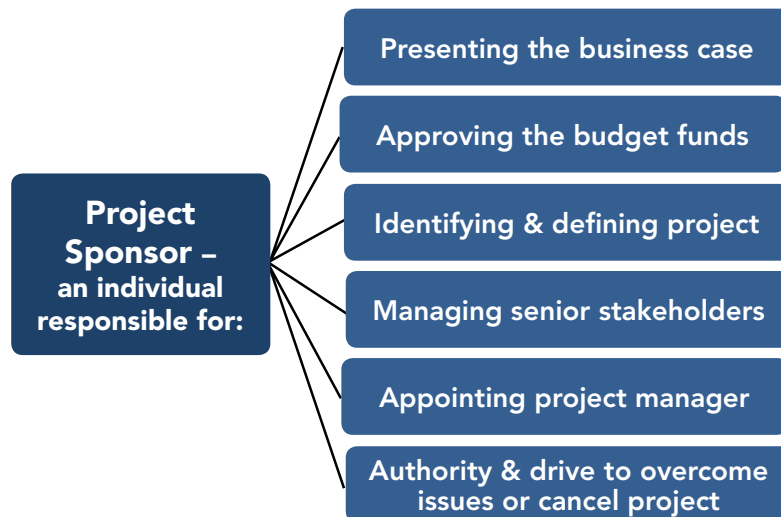 Project
Sponsor –
an individual
responsible for:
Presenting the business case
Approving the budget funds
Identifying & defining project
Managing senior stakeholders
Appointing project manager
Authority & drive to overcome
issues or cancel project